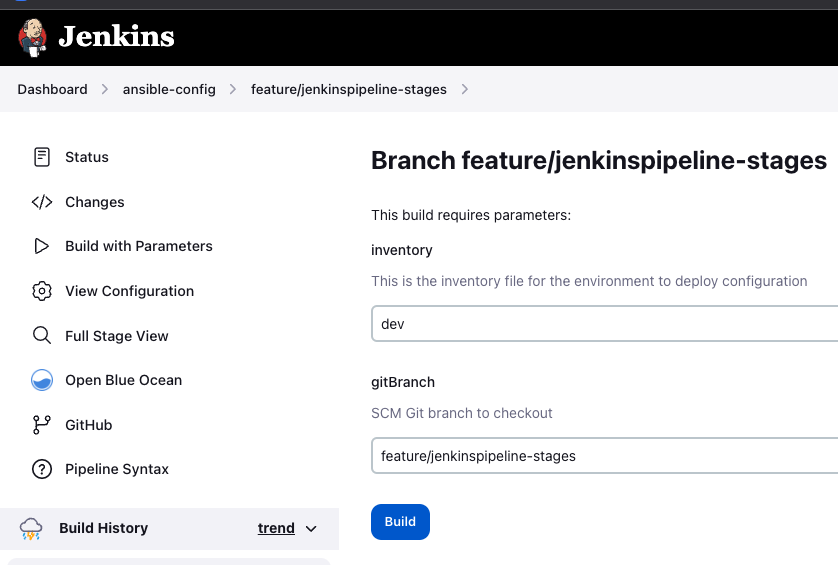 Jenkins
Dashboard > ansible-config > feature/jenkinspipeline-stages >
Status
Changes
Build with Parameters
View Configuration
Full Stage View
Open Blue Ocean
GitHub
Pipeline Syntax
Build History trend
Branch feature/jenkinspipeline-stages
This build requires parameters:
inventory
This is the inventory file for the environment to deploy configuration
dev
gitBranch
SCM Git branch to checkout
feature/jenkinspipeline-stages
Build